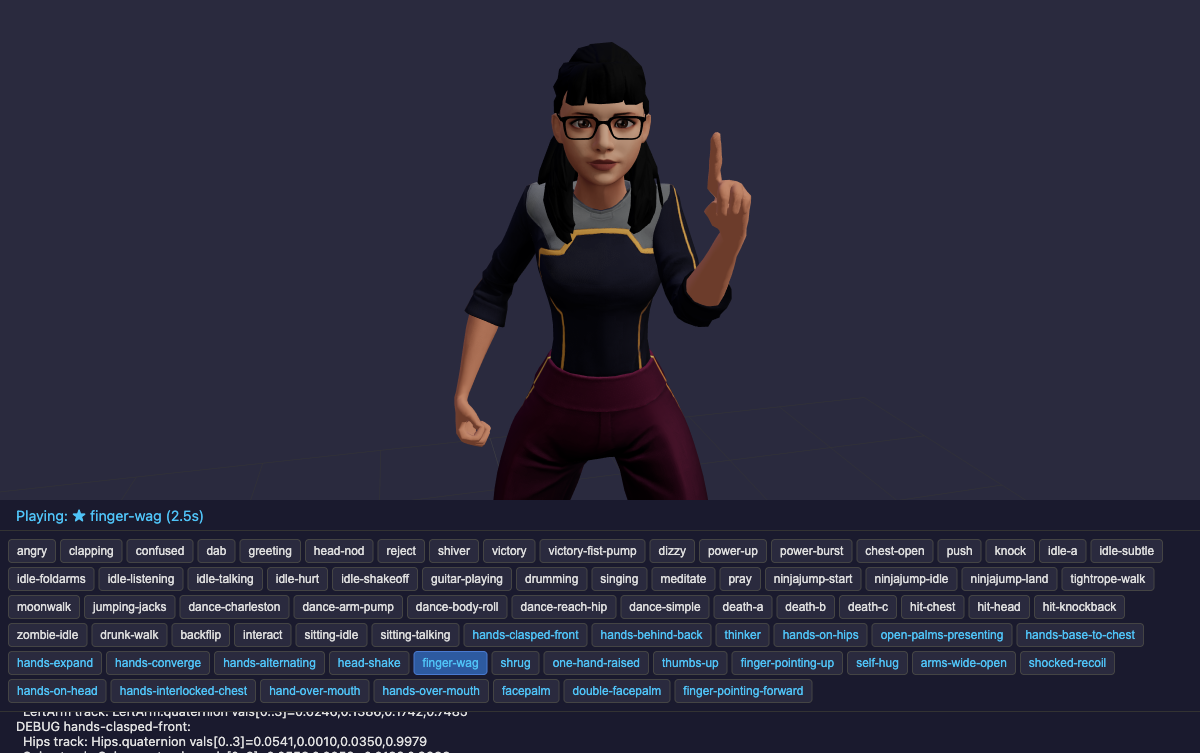 Playing: ★ finger-wag (2.5s)
angry clapping confused dab greeting head-nod reject shiver victory victory-fist-pump dizzy power-up power-burst chest-open push knock idle-a idle-subtle
idle-foldarms idle-listening idle-talking idle-hurt idle-shakeoff guitar-playing drumming singing meditate pray ninjajump-start ninjajump-idle ninjajump-land tightrope-walk
moonwalk jumping-jacks dance-charleston dance-arm-pump dance-body-roll dance-reach-hip dance-simple death-a death-b death-c hit-chest hit-head hit-knockback
zombie-idle drunk-walk backflip interact sitting-idle sitting-talking hands-clasped-front hands-behind-back thinker hands-on-hips open-palms-presenting hands-base-to-chest
hands-expand hands-converge hands-alternating head-shake finger-wag shrug one-hand-raised thumbs-up finger-pointing-up self-hug arms-wide-open shocked-recoil
hands-on-head hands-interlocked-chest hand-over-mouth hands-over-mouth facepalm double-facepalm finger-pointing-forward
LeftArm track: LeftArm.quaternion
DEBUG hands-clasped-front:
Hips track: Hips.quaternion vals[0..3]=0.0541,0.0010,0.0350,0.9979